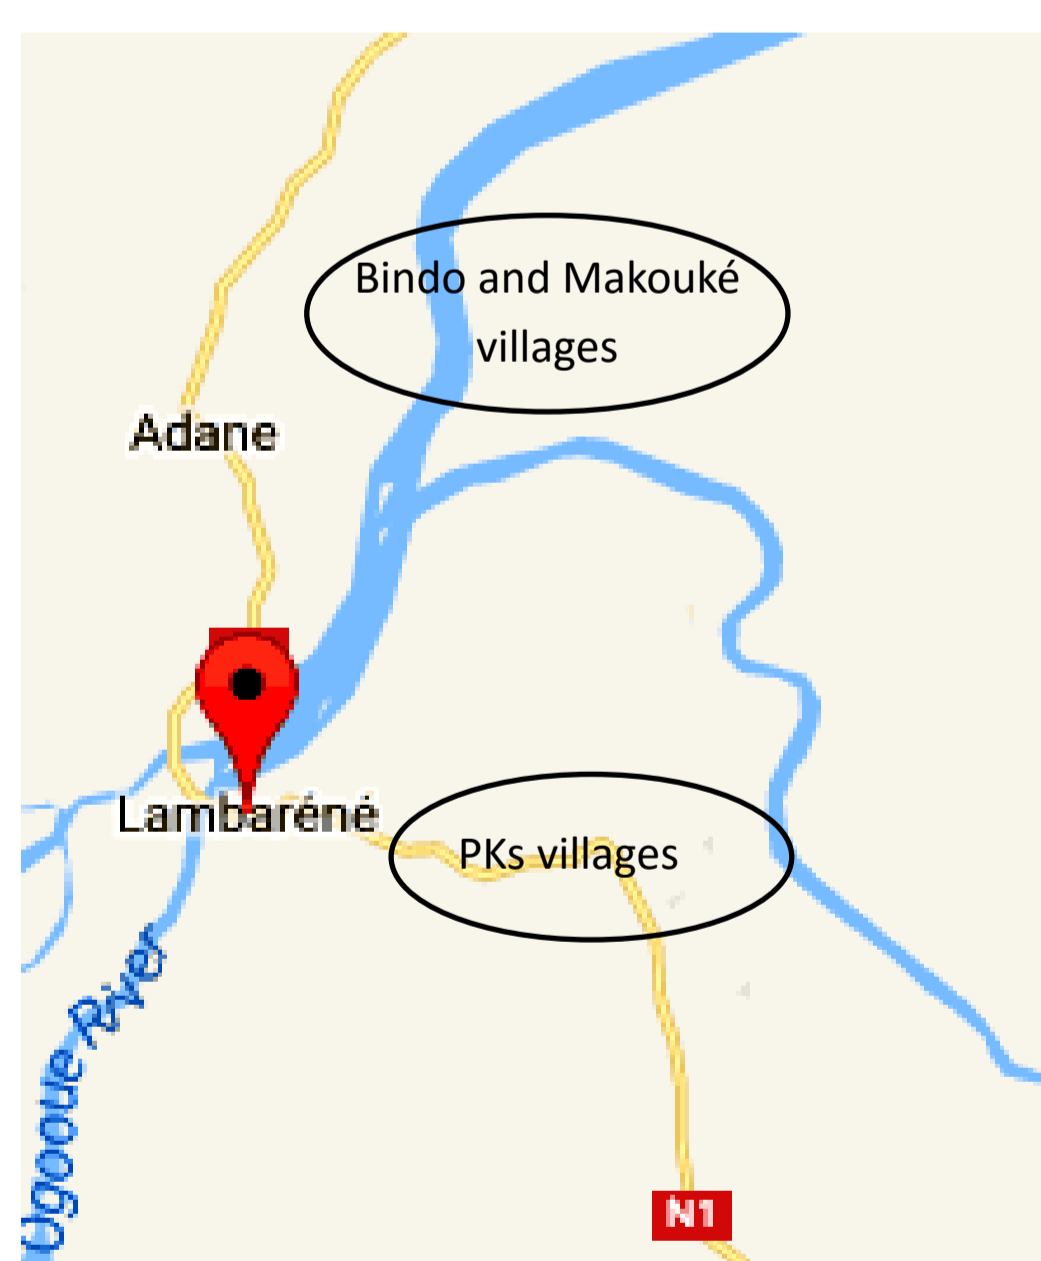 Bindo and Makouké
villages
Adane
Lambaréné
PKs villages
Ogooue River
N1